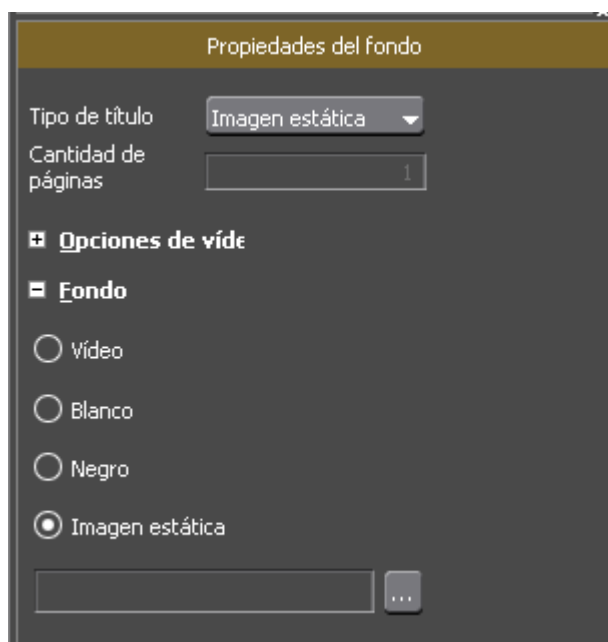 Propiedades del fondo
Tipo de título
Imagen estática
Cantidad de
páginas
1
Opciones de víde
Fondo
Vídeo
Blanco
Negro
Imagen estática
...